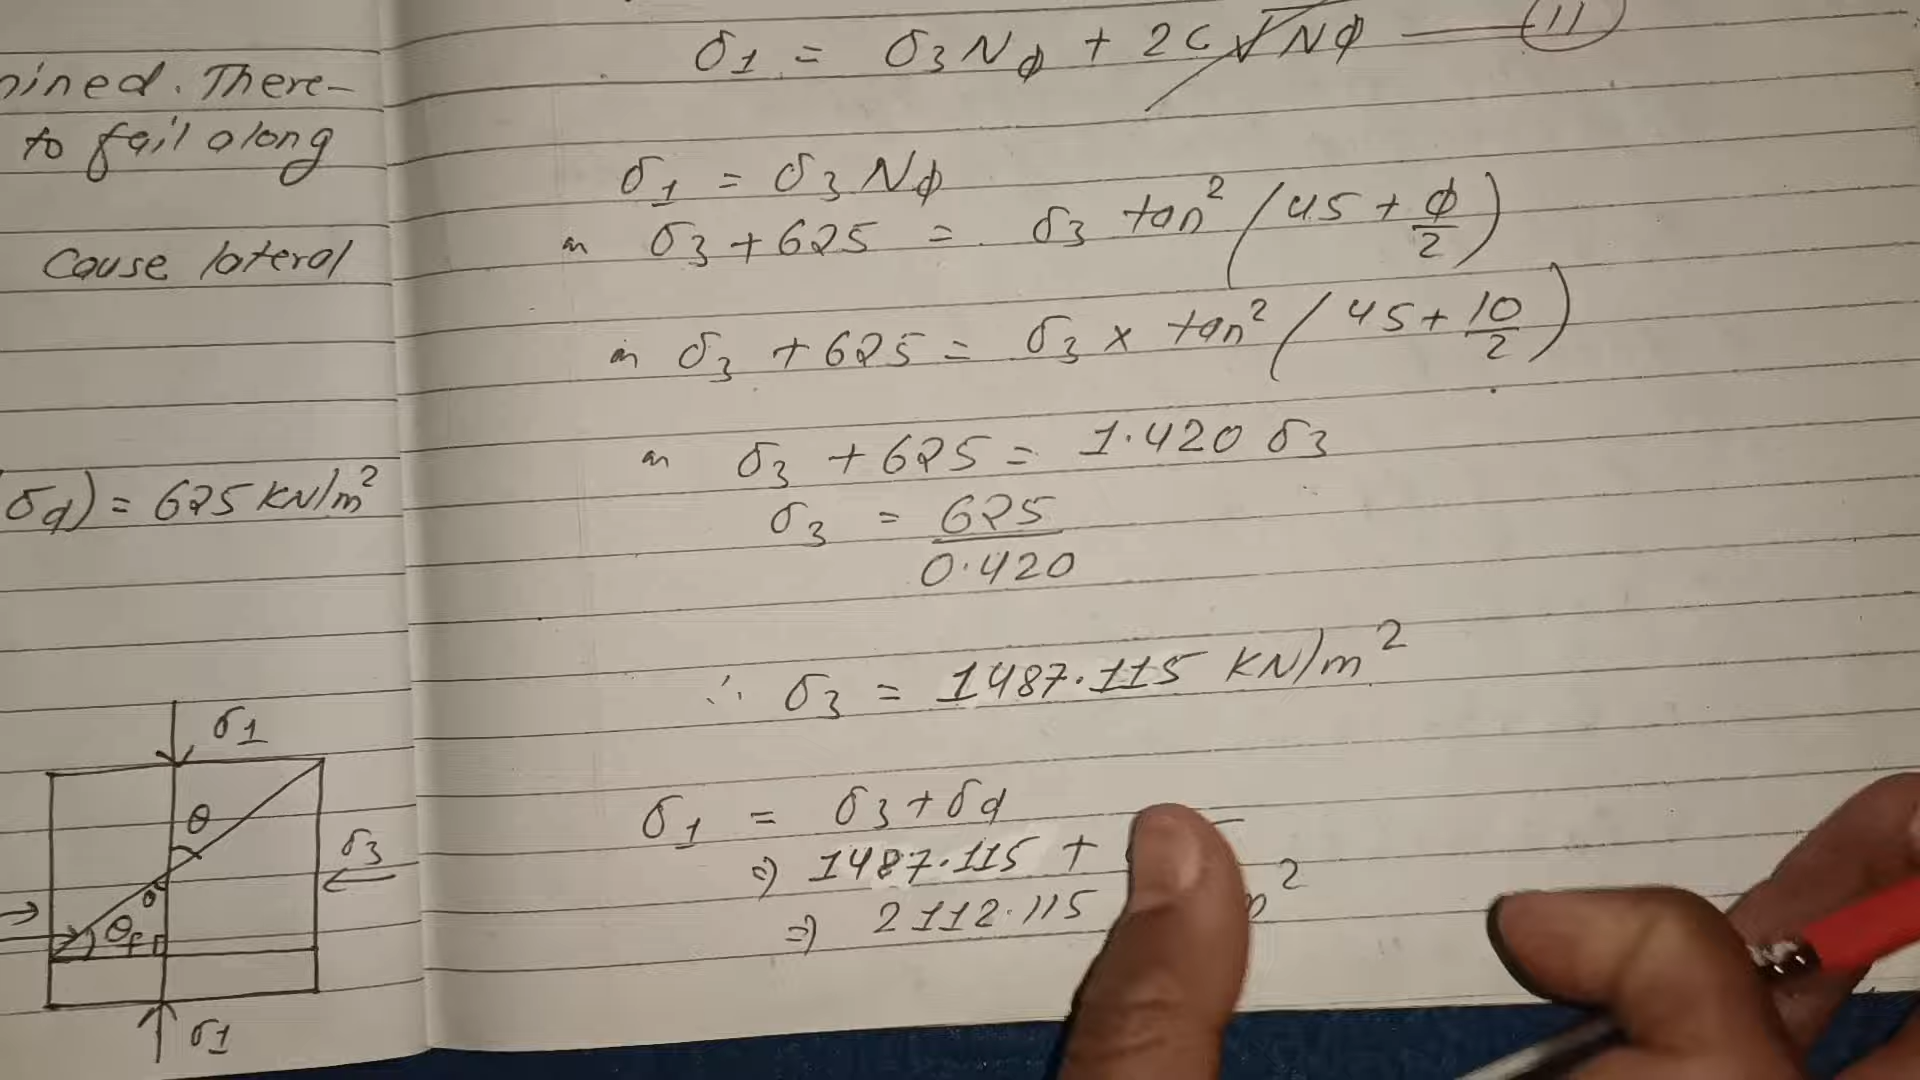 There-
to fail along
Cause lateral
σd) = 625 KN/m²
σ1
θ
σ3
θ
θf
σ1
σ1 = σ3 Nφ + 2C √Nφ — (11)
σ1 = σ3 Nφ
σ3 + 625 = σ3 tan² (45 + φ/2)
σ3 + 625 = σ3 × tan² (45 + 10/2)
σ3 + 625 = 1.420 σ3
σ3 = 625/0.420
∴ σ3 = 1487.115 KN/m²
σ1 = σ3 + σd
⇒ 1487.115 +
⇒ 2112.115